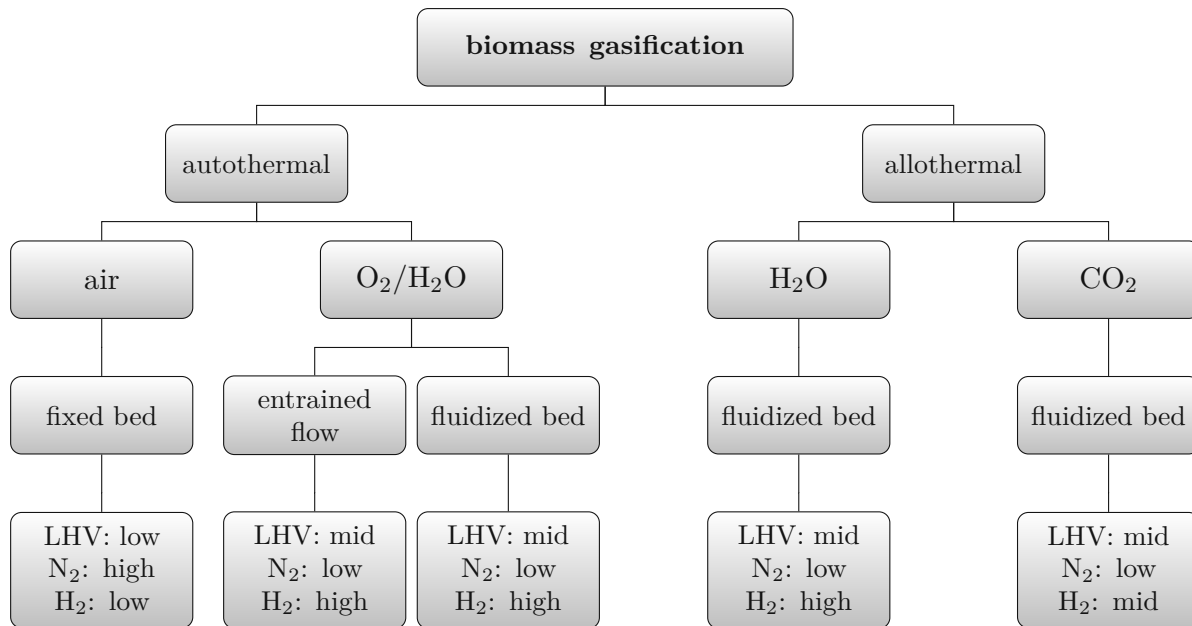 biomass gasification
autothermal
allothermal
air
O₂/H₂O
H₂O
CO₂
fixed bed
entrained
flow
fluidized bed
fluidized bed
fluidized bed
LHV: low
N₂: high
H₂: low
LHV: mid
N₂: low
H₂: high
LHV: mid
N₂: low
H₂: high
LHV: mid
N₂: low
H₂: high
LHV: mid
N₂: low
H₂: mid